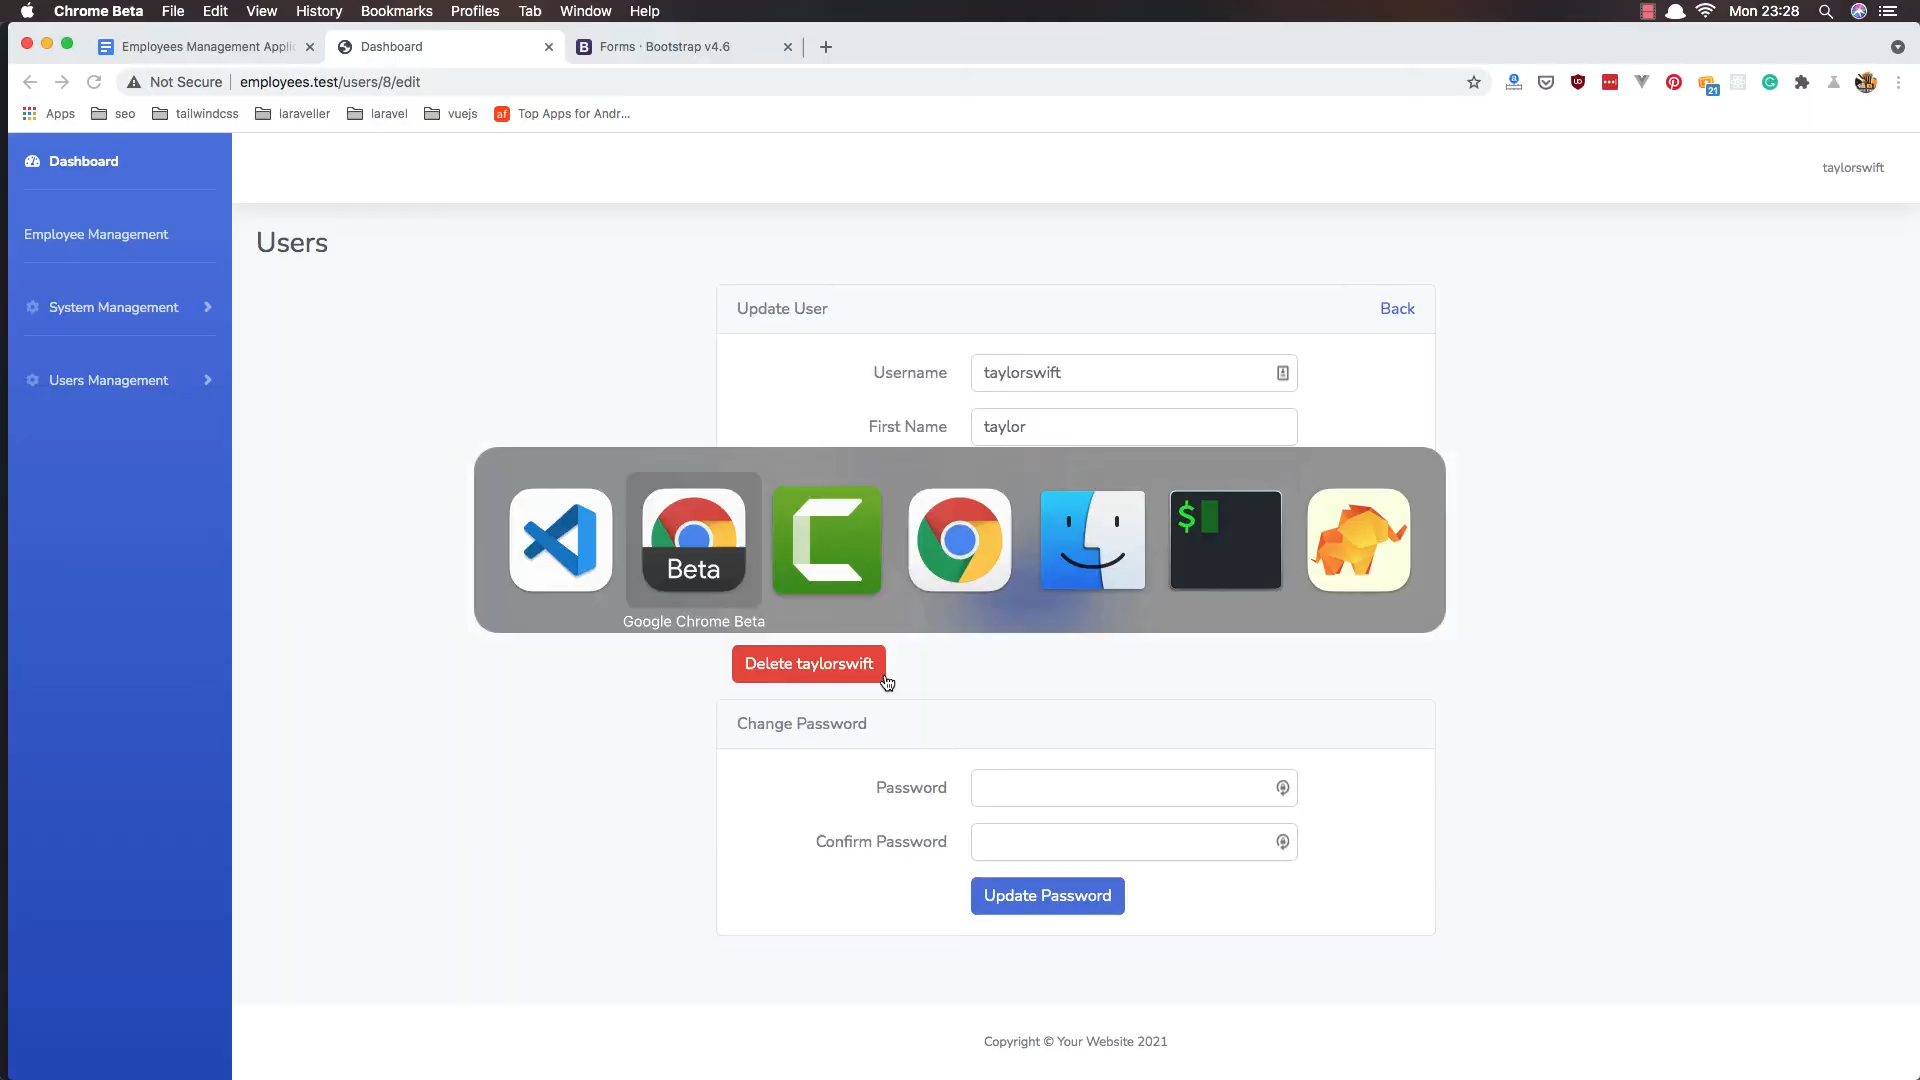 Chrome Beta File Edit View History Bookmarks Profiles Tab Window Help Mon 23:28
Employees Management Applic Dashboard Forms · Bootstrap v4.6
Not Secure employees.test/users/8/edit
21
Apps seo tailwindcss laraveller laravel vuejs af Top Apps for Andr...
Dashboard
taylorswift
Employee Management
Users
System Management
Update User Back
Username taylorswift
Users Management
First Name taylor
$
Beta
Google Chrome Beta
Delete taylorswift
Change Password
Password
Confirm Password
Update Password
Copyright © Your Website 2021